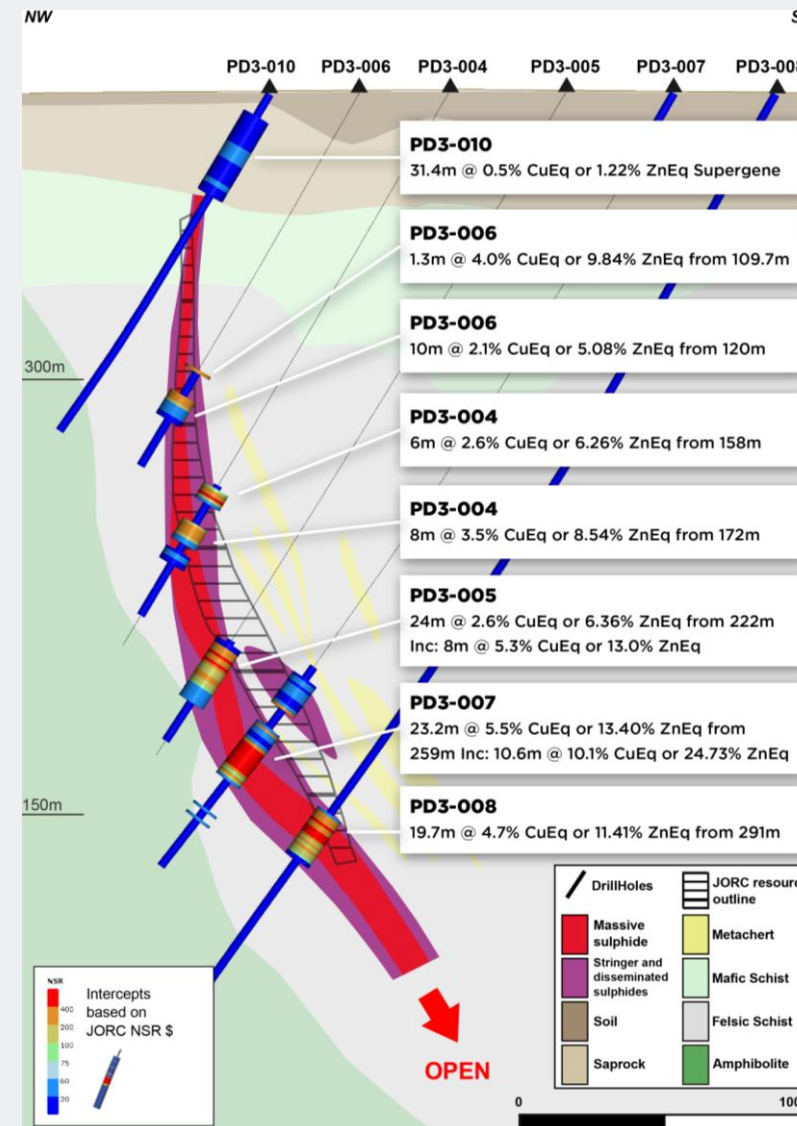 NW
PD3-010 PD3-006 PD3-004 PD3-005 PD3-007 PD3-008
PD3-010
31.4m @ 0.5% CuEq or 1.22% ZnEq Supergene
PD3-006
1.3m @ 4.0% CuEq or 9.84% ZnEq from 109.7m
PD3-006
10m @ 2.1% CuEq or 5.08% ZnEq from 120m
300m
PD3-004
6m @ 2.6% CuEq or 6.26% ZnEq from 158m
PD3-004
8m @ 3.5% CuEq or 8.54% ZnEq from 172m
PD3-005
24m @ 2.6% CuEq or 6.36% ZnEq from 222m
Inc: 8m @ 5.3% CuEq or 13.0% ZnEq
PD3-007
23.2m @ 5.5% CuEq or 13.40% ZnEq from
259m Inc: 10.6m @ 10.1% CuEq or 24.73% ZnEq
150m
PD3-008
19.7m @ 4.7% CuEq or 11.41% ZnEq from 291m
DrillHoles
JORC resourc
outline
Massive
sulphide
Metachert
Stringer and
disseminated
sulphides
Mafic Schist
Soil
Felsic Schist
Saprock
Amphibolite
NSR
400
200
100
75
60
20
Intercepts
based on
JORC NSR $
OPEN
0 100